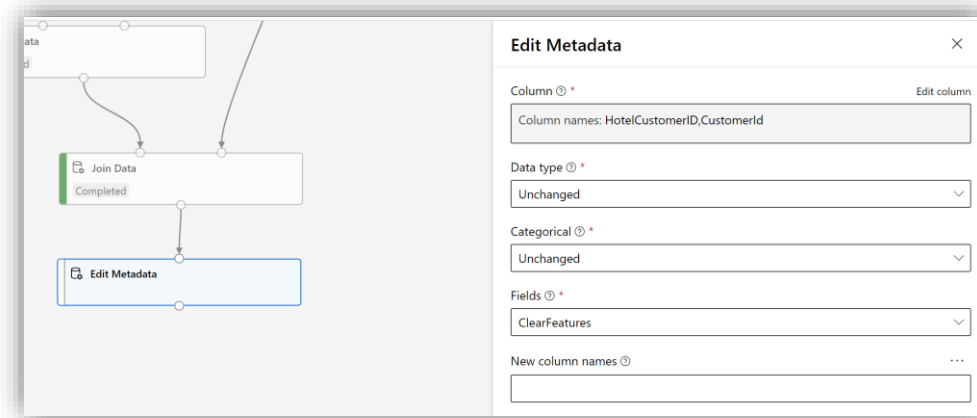 ata
d
Join Data
Completed
Edit Metadata
Edit Metadata
Column
*
Edit column
Column names: HotelCustomerID,CustomerId
Data type
*
Unchanged
Categorical
*
Unchanged
Fields
*
ClearFeatures
New column names
...